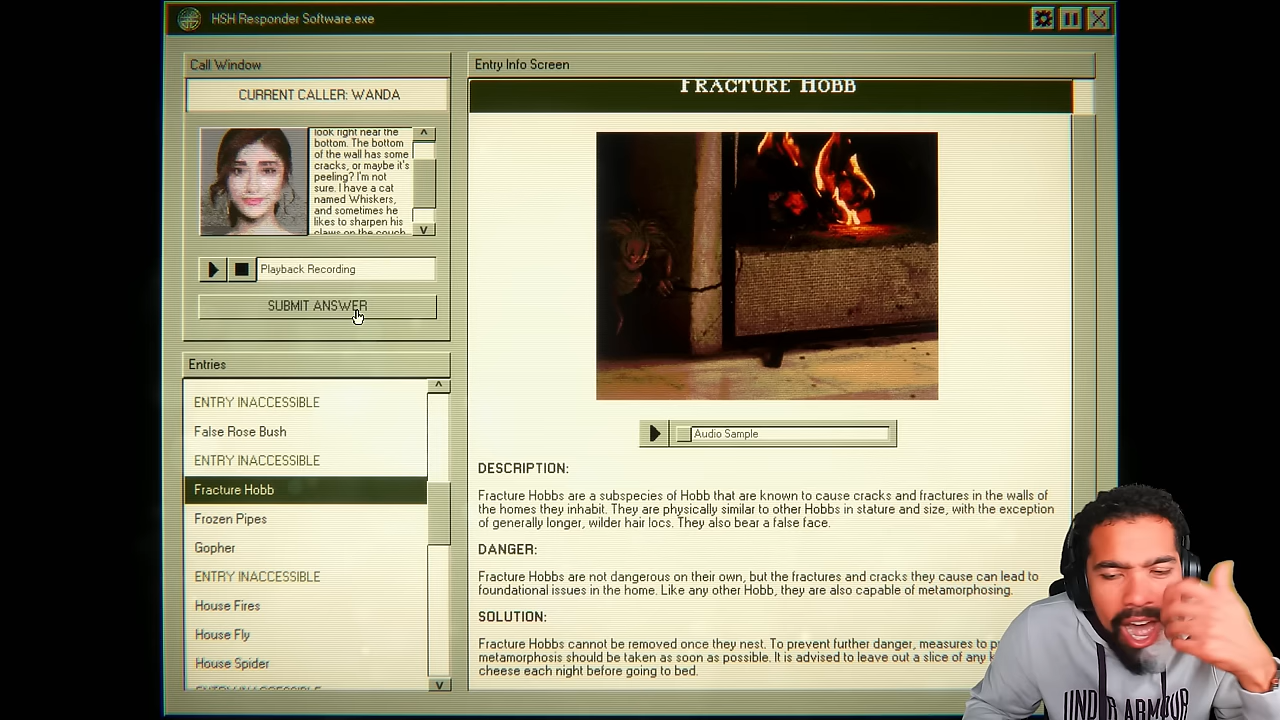 HSH Responder Software.exe
Call Window
CURRENT CALLER: WANDA
look right near the
bottom. The bottom
of the wall has some
cracks, or maybe it's
peeling? I'm not
sure. I have a cat
named Whiskers,
and sometimes he
likes to sharpen his
claws on the couch
Playback Recording
SUBMIT ANSWER
Entries
ENTRY INACCESSIBLE
False Rose Bush
ENTRY INACCESSIBLE
Fracture Hobb
Frozen Pipes
Gopher
ENTRY INACCESSIBLE
House Fires
House Fly
House Spider
ENTRY INACCESSIBLE
Entry Info Screen
FRACTURE HOBB
Audio Sample
DESCRIPTION:
Fracture Hobbs are a subspecies of Hobb that are known to cause cracks and fractures in the walls of
the homes they inhabit. They are physically similar to other Hobbs in stature and size, with the exception
of generally longer, wilder hair locs. They also bear a false face.
DANGER:
Fracture Hobbs are not dangerous on their own, but the fractures and cracks they cause can lead to
foundational issues in the home. Like any other Hobb, they are also capable of metamorphosing.
SOLUTION:
Fracture Hobbs cannot be removed once they nest. To prevent further danger, measures to
metamorphosis should be taken as soon as possible. It is advised to leave out a slice of any
cheese each night before going to bed.
UNDER ARMOUR